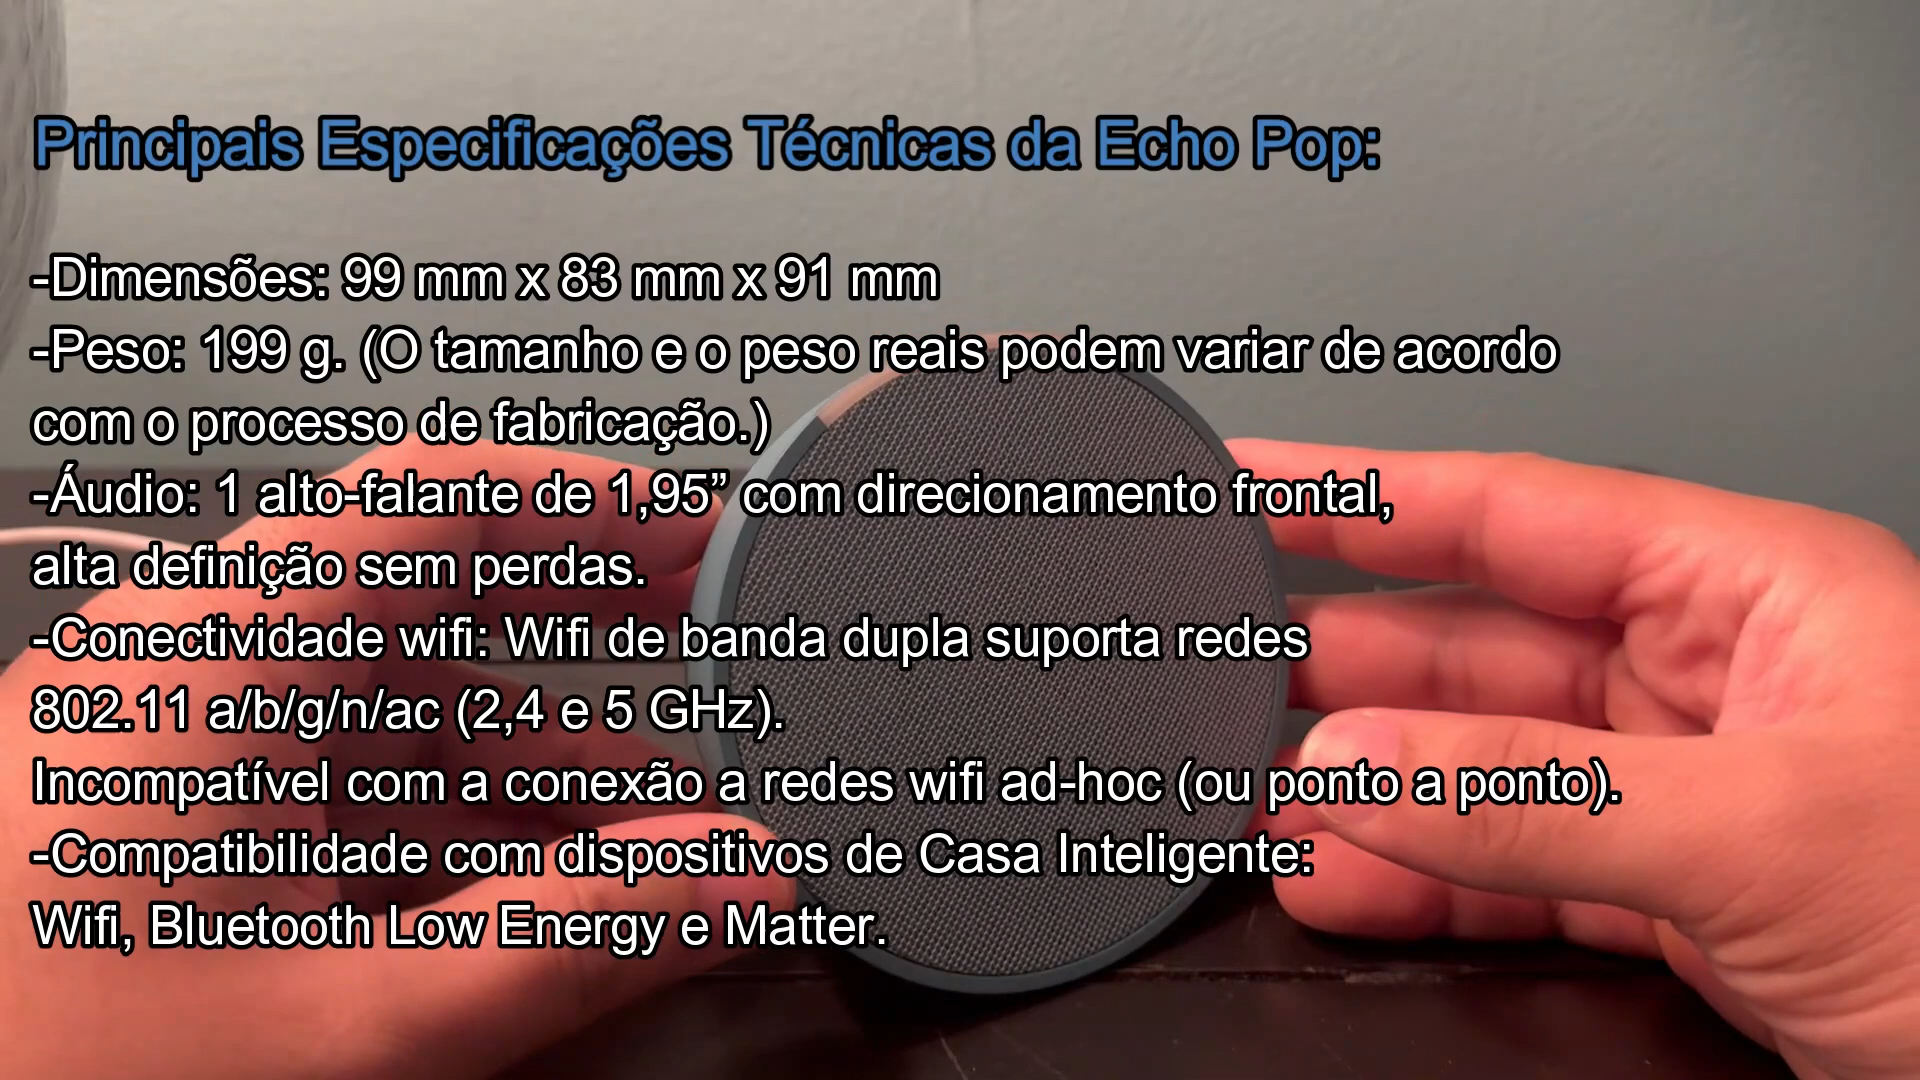 Principais Especificações Técnicas da Echo Pop:
-Dimensões: 99 mm x 83 mm x 91 mm
-Peso: 199 g. (O tamanho e o peso reais podem variar de acordo
com o processo de fabricação.)
-Áudio: 1 alto-falante de 1,95” com direcionamento frontal,
alta definição sem perdas.
-Conectividade wifi: Wifi de banda dupla suporta redes
802.11 a/b/g/n/ac (2,4 e 5 GHz).
Incompatível com a conexão a redes wifi ad-hoc (ou ponto a ponto).
-Compatibilidade com dispositivos de Casa Inteligente:
Wifi, Bluetooth Low Energy e Matter.